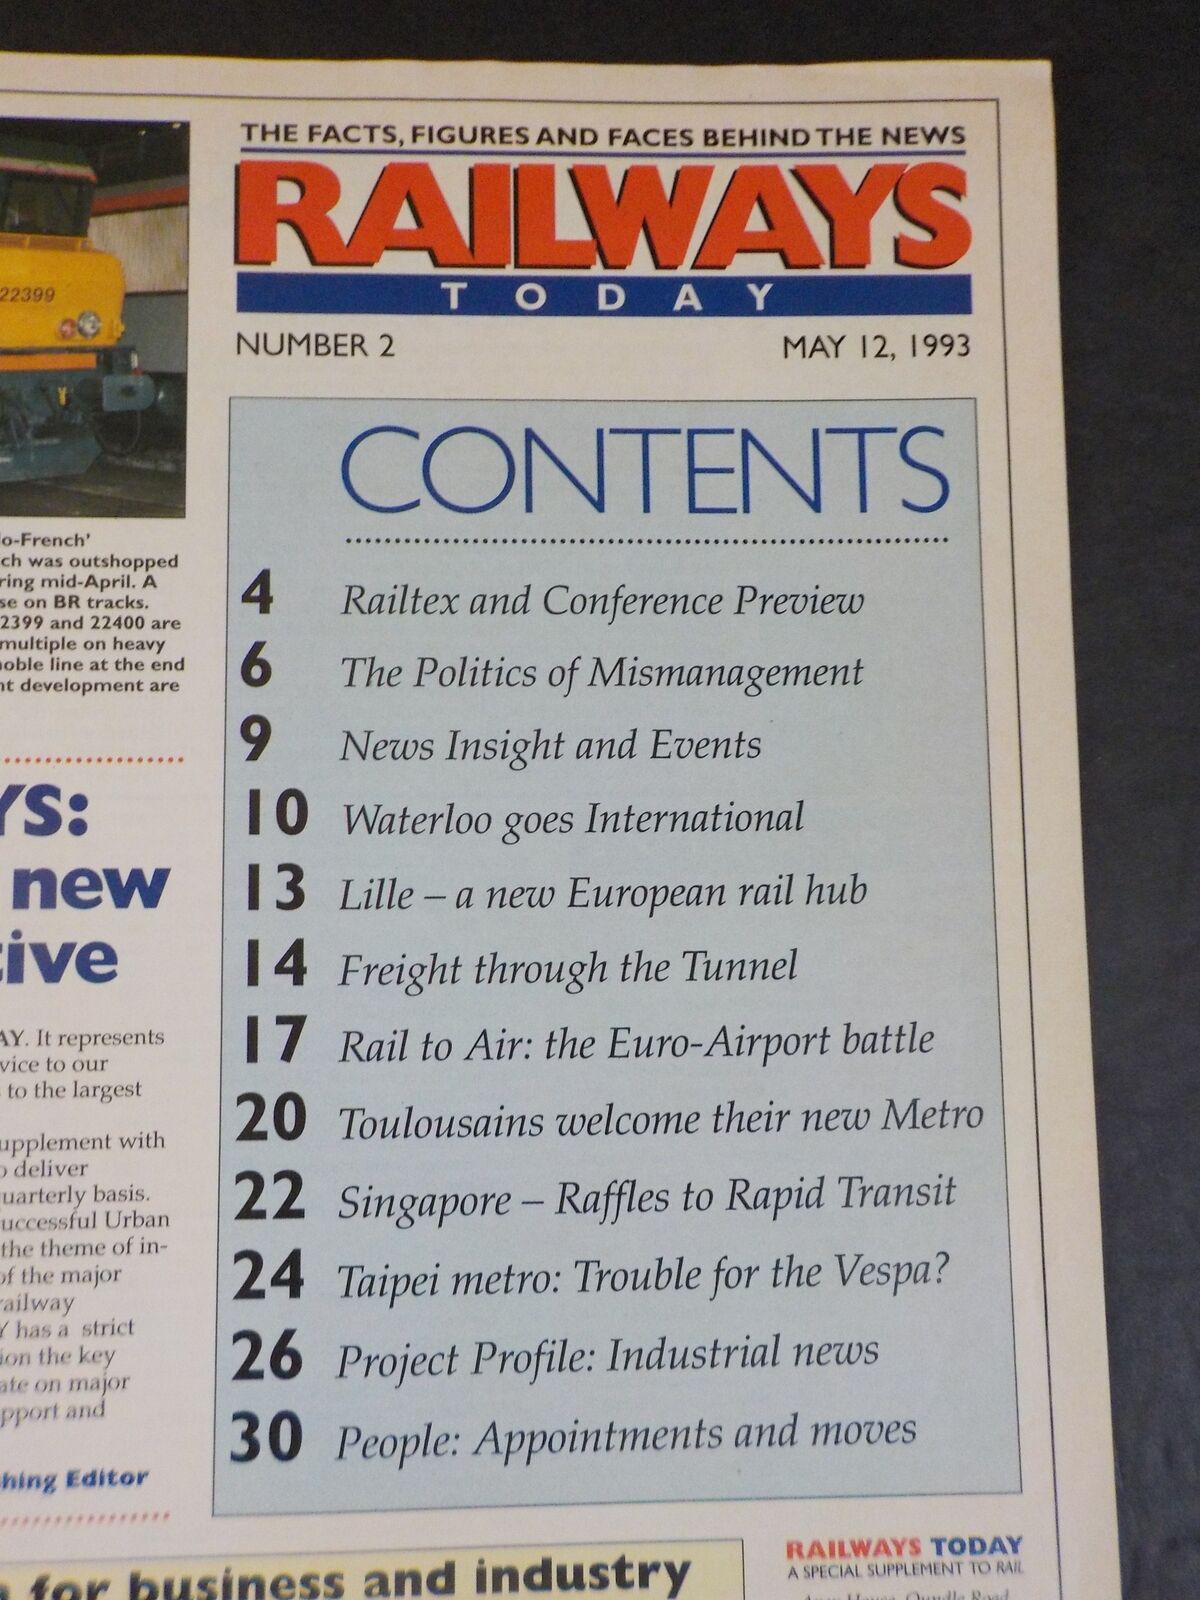 22399
lo-French'
ch was outshopped
ring mid-April. A
se on BR tracks.
2399 and 22400 are
multiple on heavy
noble line at the end
nt development are
YS:
new
tive
AY. It represents
vice to our
to the largest
upplement with
o deliver
uarterly basis.
uccessful Urban
the theme of in-
of the major
railway
Y has a strict
ion the key
ate on major
pport and
hing Editor
THE FACTS, FIGURES AND FACES BEHIND THE NEWS
RAILWAYS
TODAY
NUMBER 2 MAY 12, 1993
CONTENTS
4 Railtex and Conference Preview
6 The Politics of Mismanagement
9 News Insight and Events
10 Waterloo goes International
13 Lille – a new European rail hub
14 Freight through the Tunnel
17 Rail to Air: the Euro-Airport battle
20 Toulousains welcome their new Metro
22 Singapore – Raffles to Rapid Transit
24 Taipei metro: Trouble for the Vespa?
26 Project Profile: Industrial news
30 People: Appointments and moves
for business and industry
RAILWAYS TODAY
A SPECIAL SUPPLEMENT TO RAIL